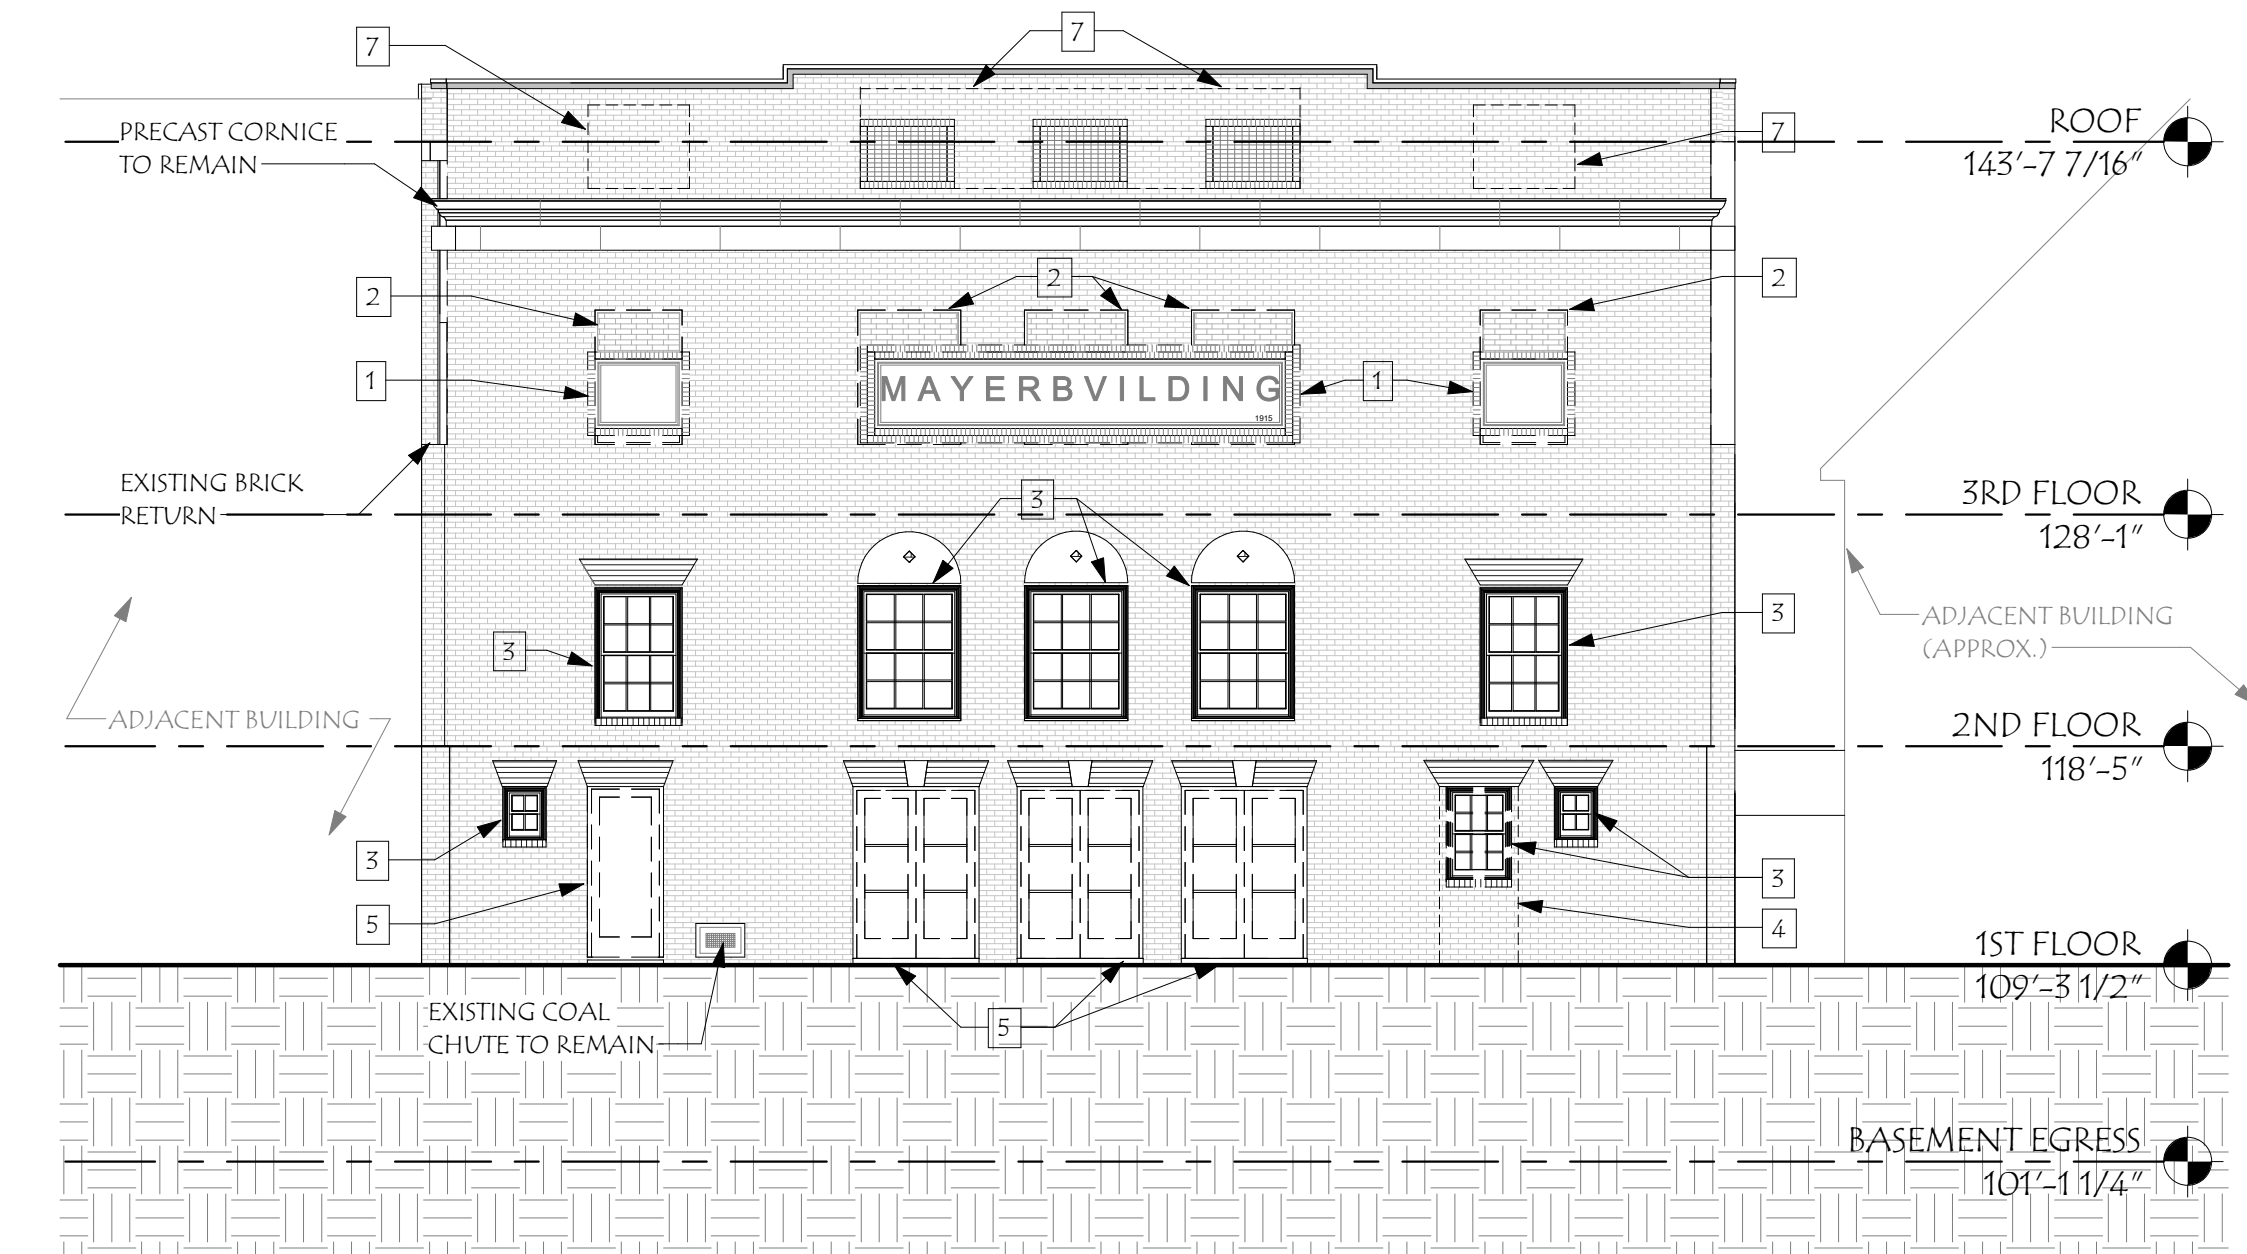 7
7
PRECAST CORNICE
TO REMAIN
7
ROOF
143'-7 7/16"
2
2
2
1
MAYERBVILDING
1915
1
EXISTING BRICK
RETURN
3
3RD FLOOR
128'-1"
3
3
ADJACENT BUILDING
(APPROX.)
ADJACENT BUILDING
2ND FLOOR
118'-5"
3
3
5
4
1ST FLOOR
109'-3 1/2"
EXISTING COAL
CHUTE TO REMAIN
5
BASEMENT EGRESS
101'-1 1/4"